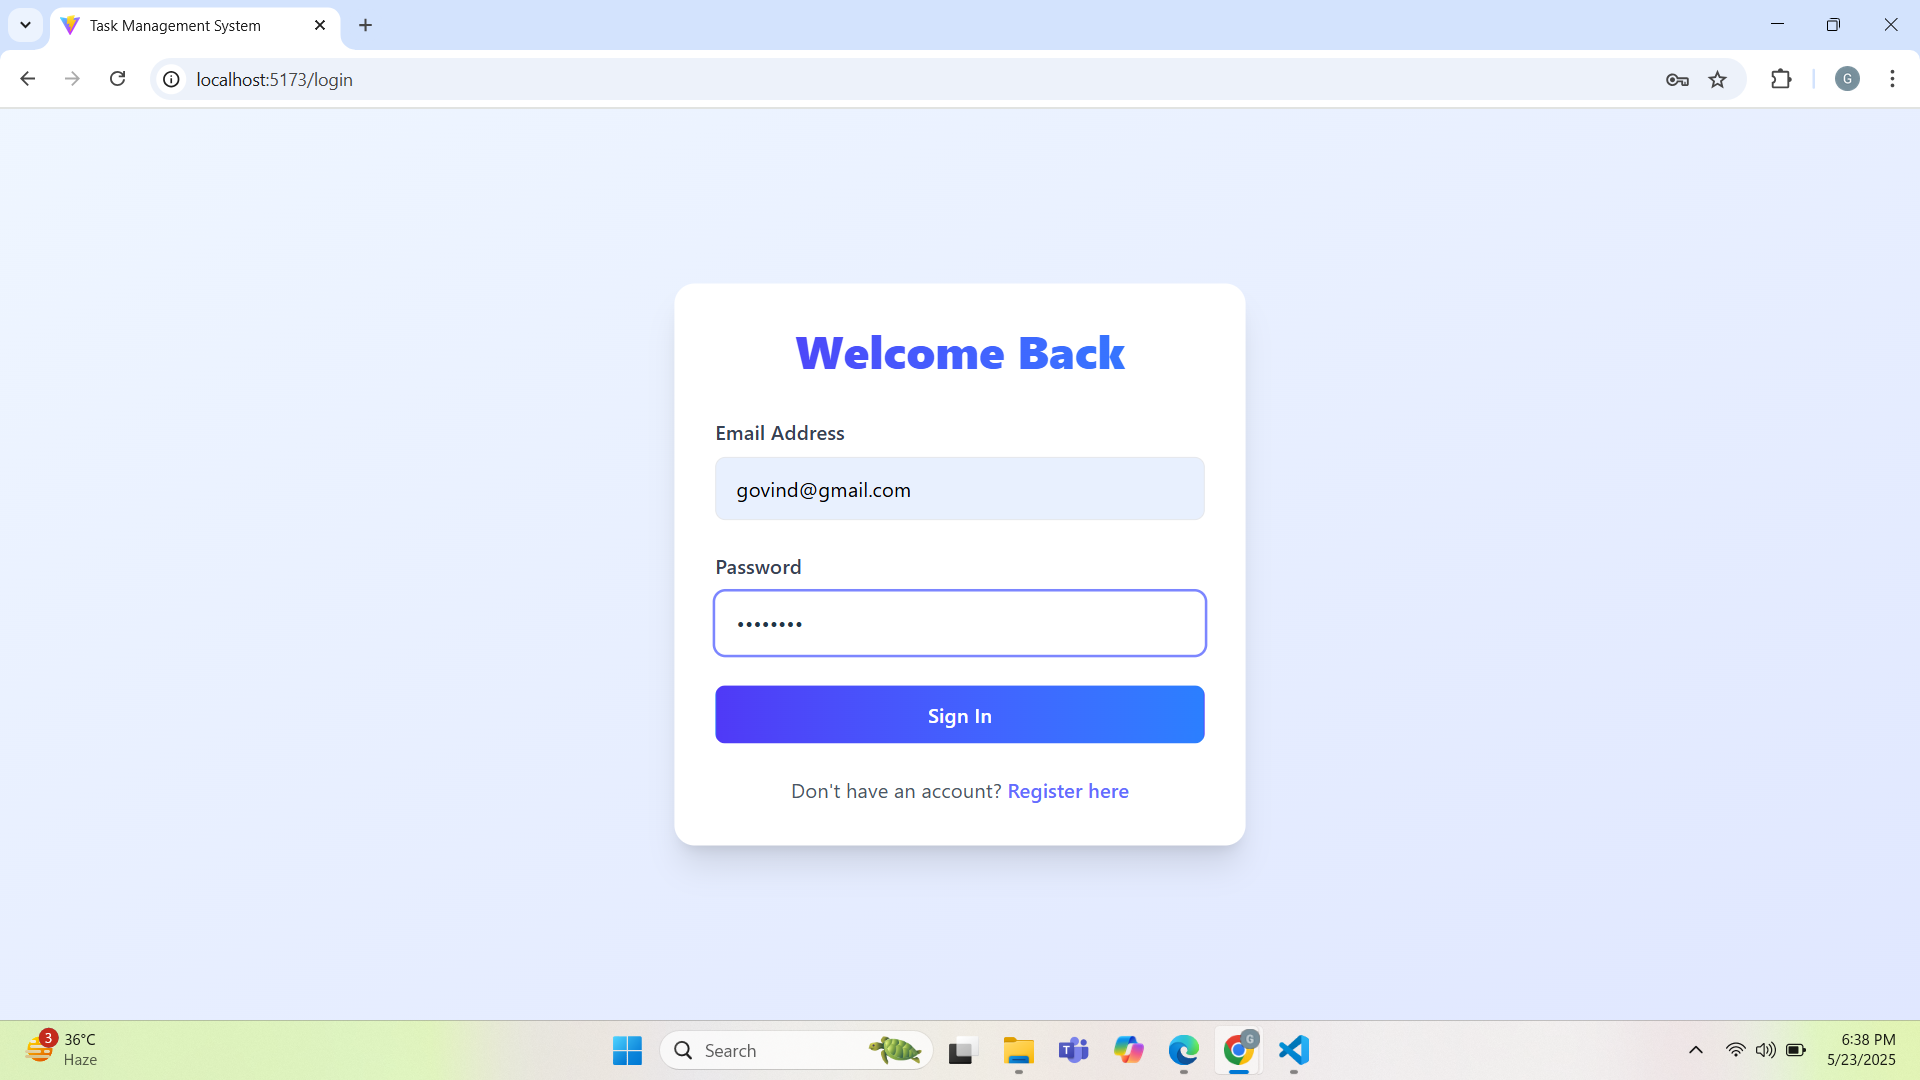 Task Management System
localhost:5173/login
G
Welcome Back
Email Address
govind@gmail.com
Password
••••••••
Sign In
Don't have an account? Register here
3
36°C
Haze
Search
T
G
6:38 PM
5/23/2025